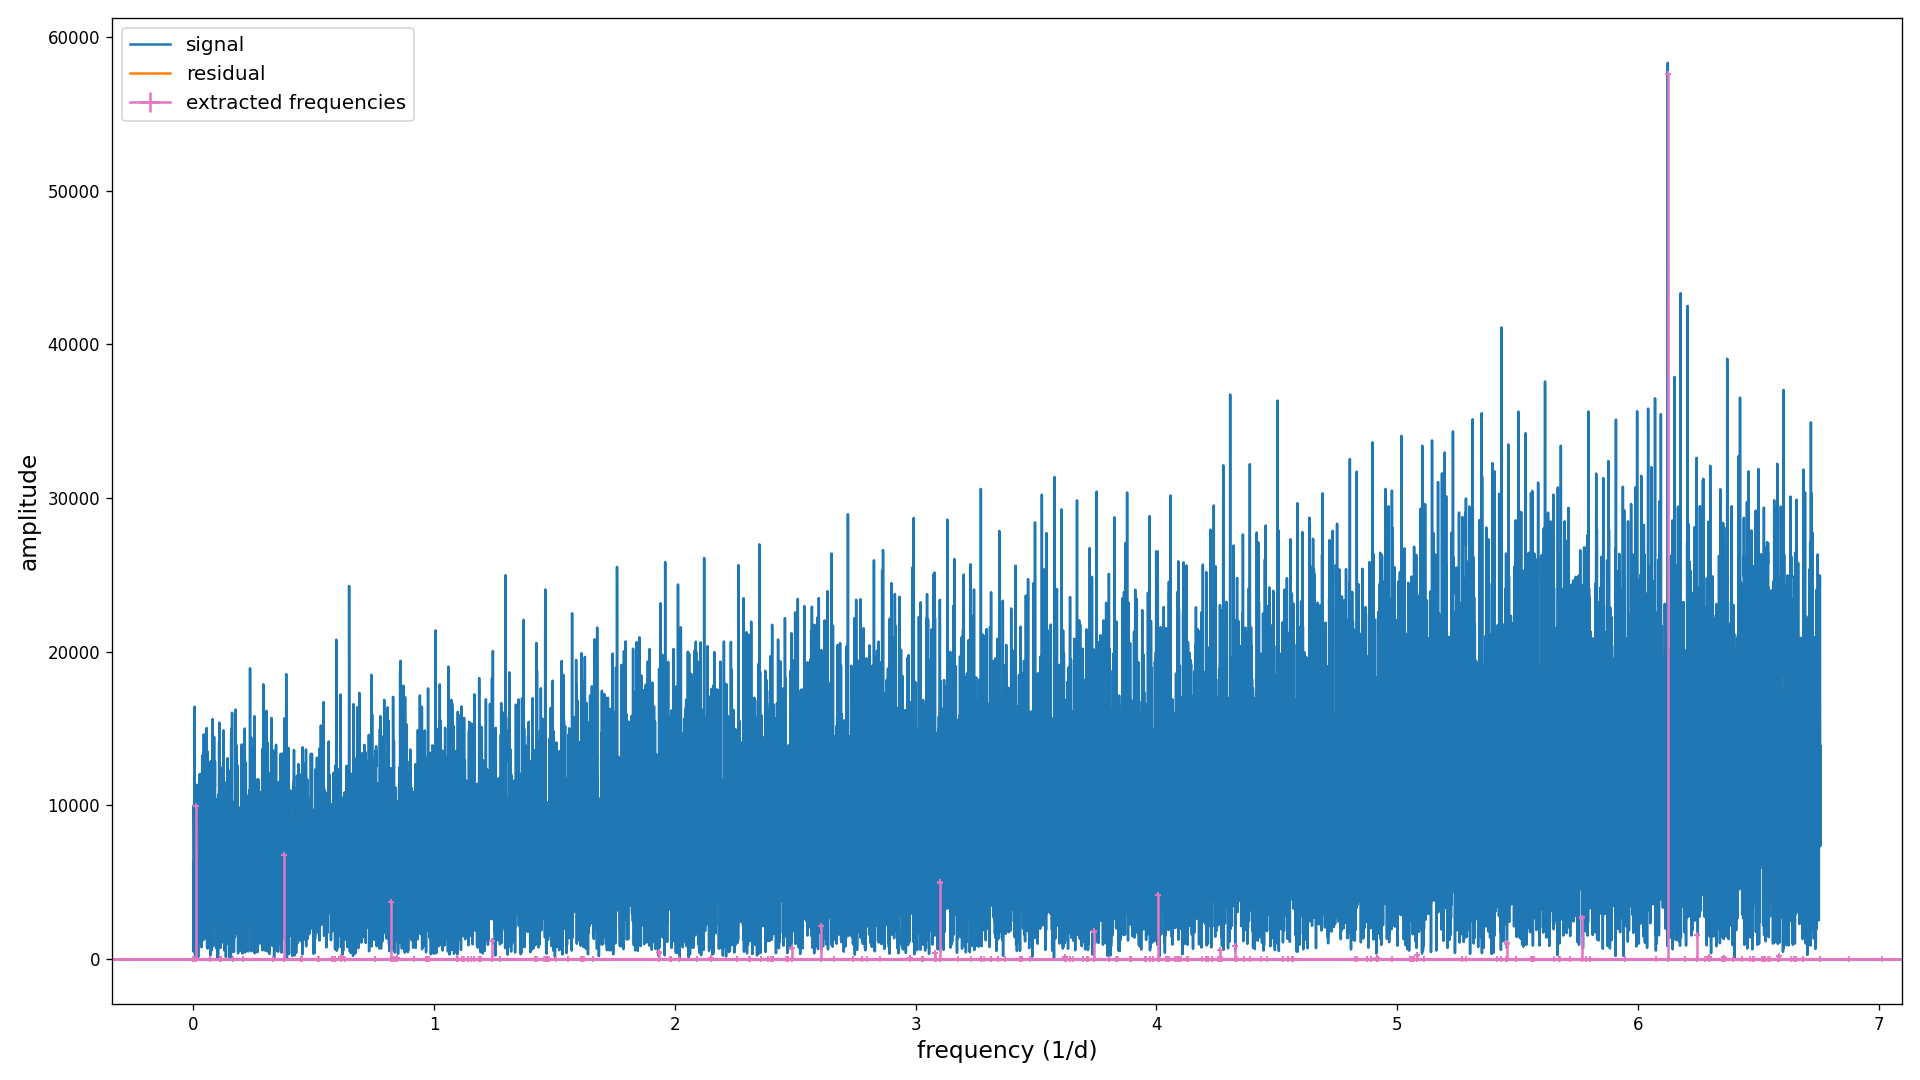 signal
residual
extracted frequencies
60000
50000
40000
30000
20000
10000
0
amplitude
0 1 2 3 4 5 6 7
frequency (1/d)